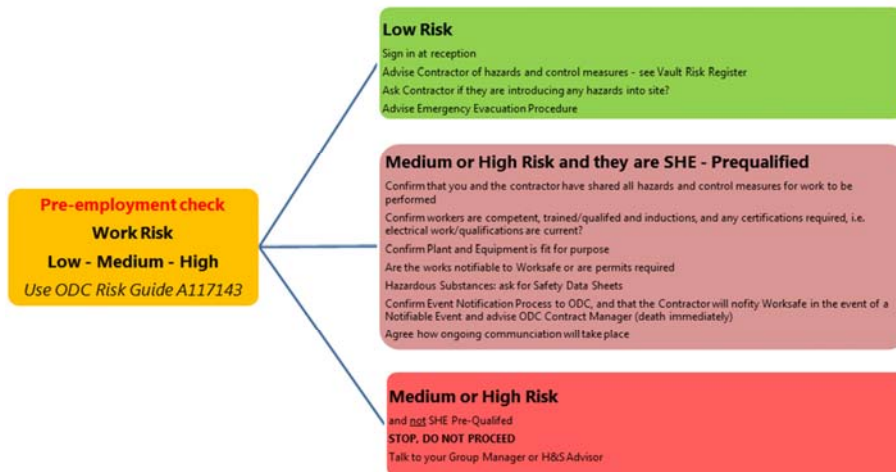 Pre-employment check
Work Risk
Low - Medium - High
Use ODC Risk Guide A117143
Low Risk
Sign in at reception
Advise Contractor of hazards and control measures - see Vault Risk Register
Ask Contractor if they are introducing any hazards into site?
Advise Emergency Evacuation Procedure
Medium or High Risk and they are SHE - Prequalified
Confirm that you and the contractor have shared all hazards and control measures for work to be
performed
Confirm workers are competent, trained/qualifed and inductions, and any certifications required, i.e.
electrical work/qualifications are current?
Confirm Plant and Equipment is fit for purpose
Are the works notifiable to Worksafe or are permits required
Hazardous Substances: ask for Safety Data Sheets
Confirm Event Notification Process to ODC, and that the Contractor will nofity Worksafe in the event of a
Notifiable Event and advise ODC Contract Manager (death immediately)
Agree how ongoing communciation will take place
Medium or High Risk
and not SHE Pre-Qualifed
STOP, DO NOT PROCEED
Talk to your Group Manager or H&S Advisor